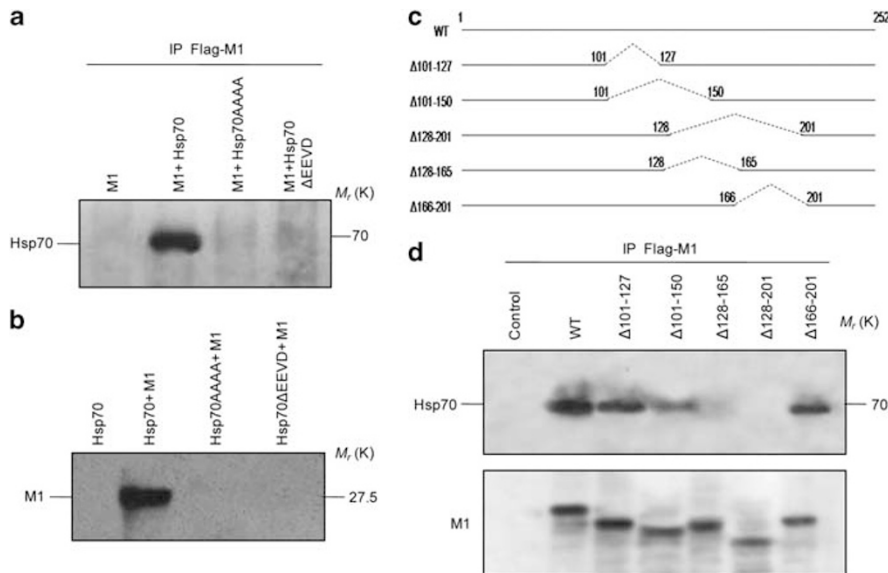 a
IP Flag-M1
M1
M1+ Hsp70
M1+ Hsp70AAAA
M1+Hsp70
ΔEEVD
Mr (K)
Hsp70
70
b
Hsp70
Hsp70+ M1
Hsp70AAAA+ M1
Hsp70ΔEEVD+ M1
Mr (K)
M1
27.5
c
1 252
WT
Δ101-127 101 127
Δ101-150 101 150
Δ128-201 128 201
Δ128-165 128 165
Δ166-201 166 201
d
IP Flag-M1
Control
WT
Δ101-127
Δ101-150
Δ128-165
Δ128-201
Δ166-201
Mr (K)
Hsp70
70
M1